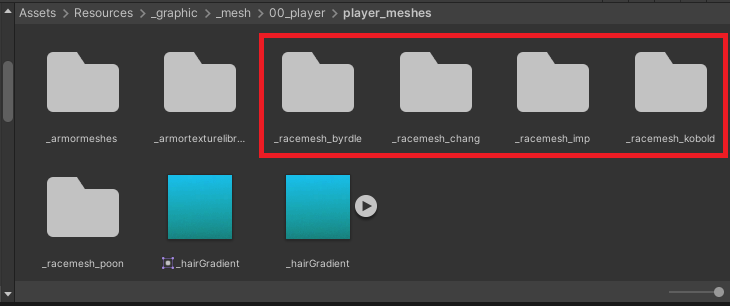 Assets > Resources > _graphic > _mesh > 00_player > player_meshes
_armormeshes _armortexturelibr... _racemesh_byrdle _racemesh_chang _racemesh_imp _racemesh_kobold
_racemesh_poon _hairGradient _hairGradient